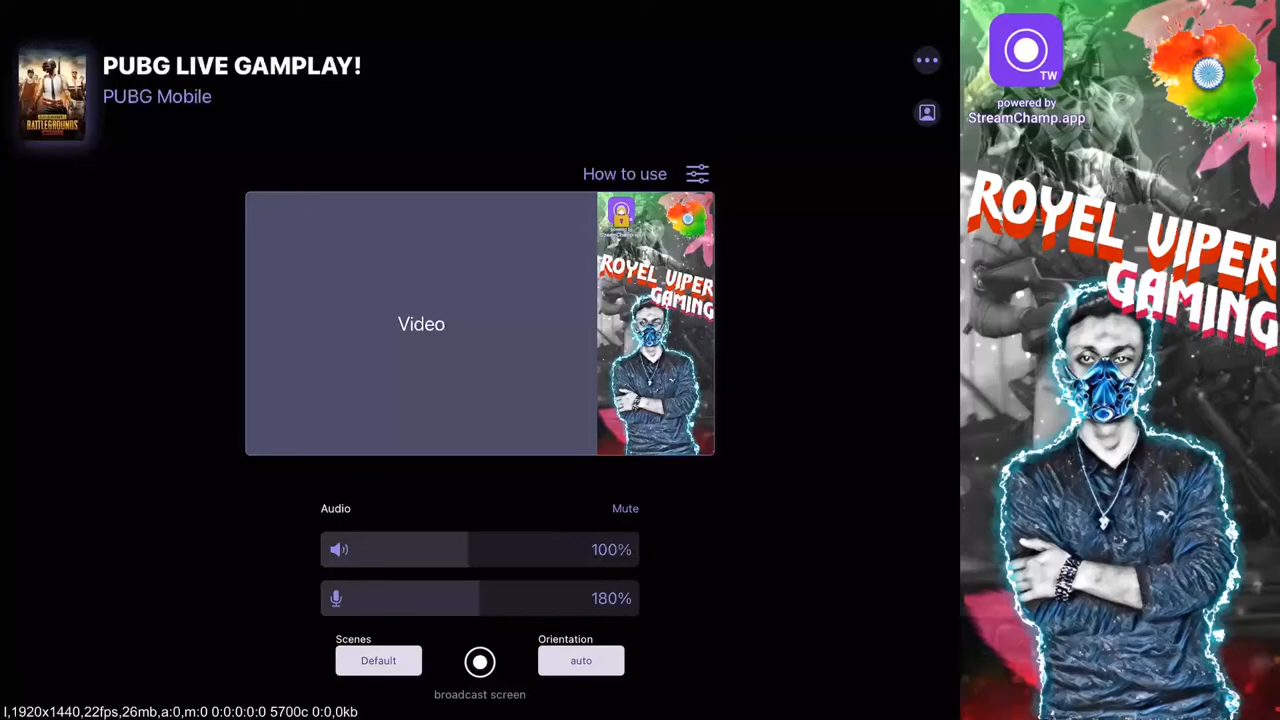 PUBG LIVE GAMPLAY!
PUBG Mobile
BATTLEGROUNDS
How to use
Video
ROYEL VIPER
GAMING
Audio
Mute
100%
180%
Scenes
Default
Orientation
auto
broadcast screen
I,1920x1440,22fps,26mb,a:0,m:0 0:0:0:0:0 5700c 0:0,0kb
TW
powered by
StreamChamp.app
ROYEL VIPER
GAMING